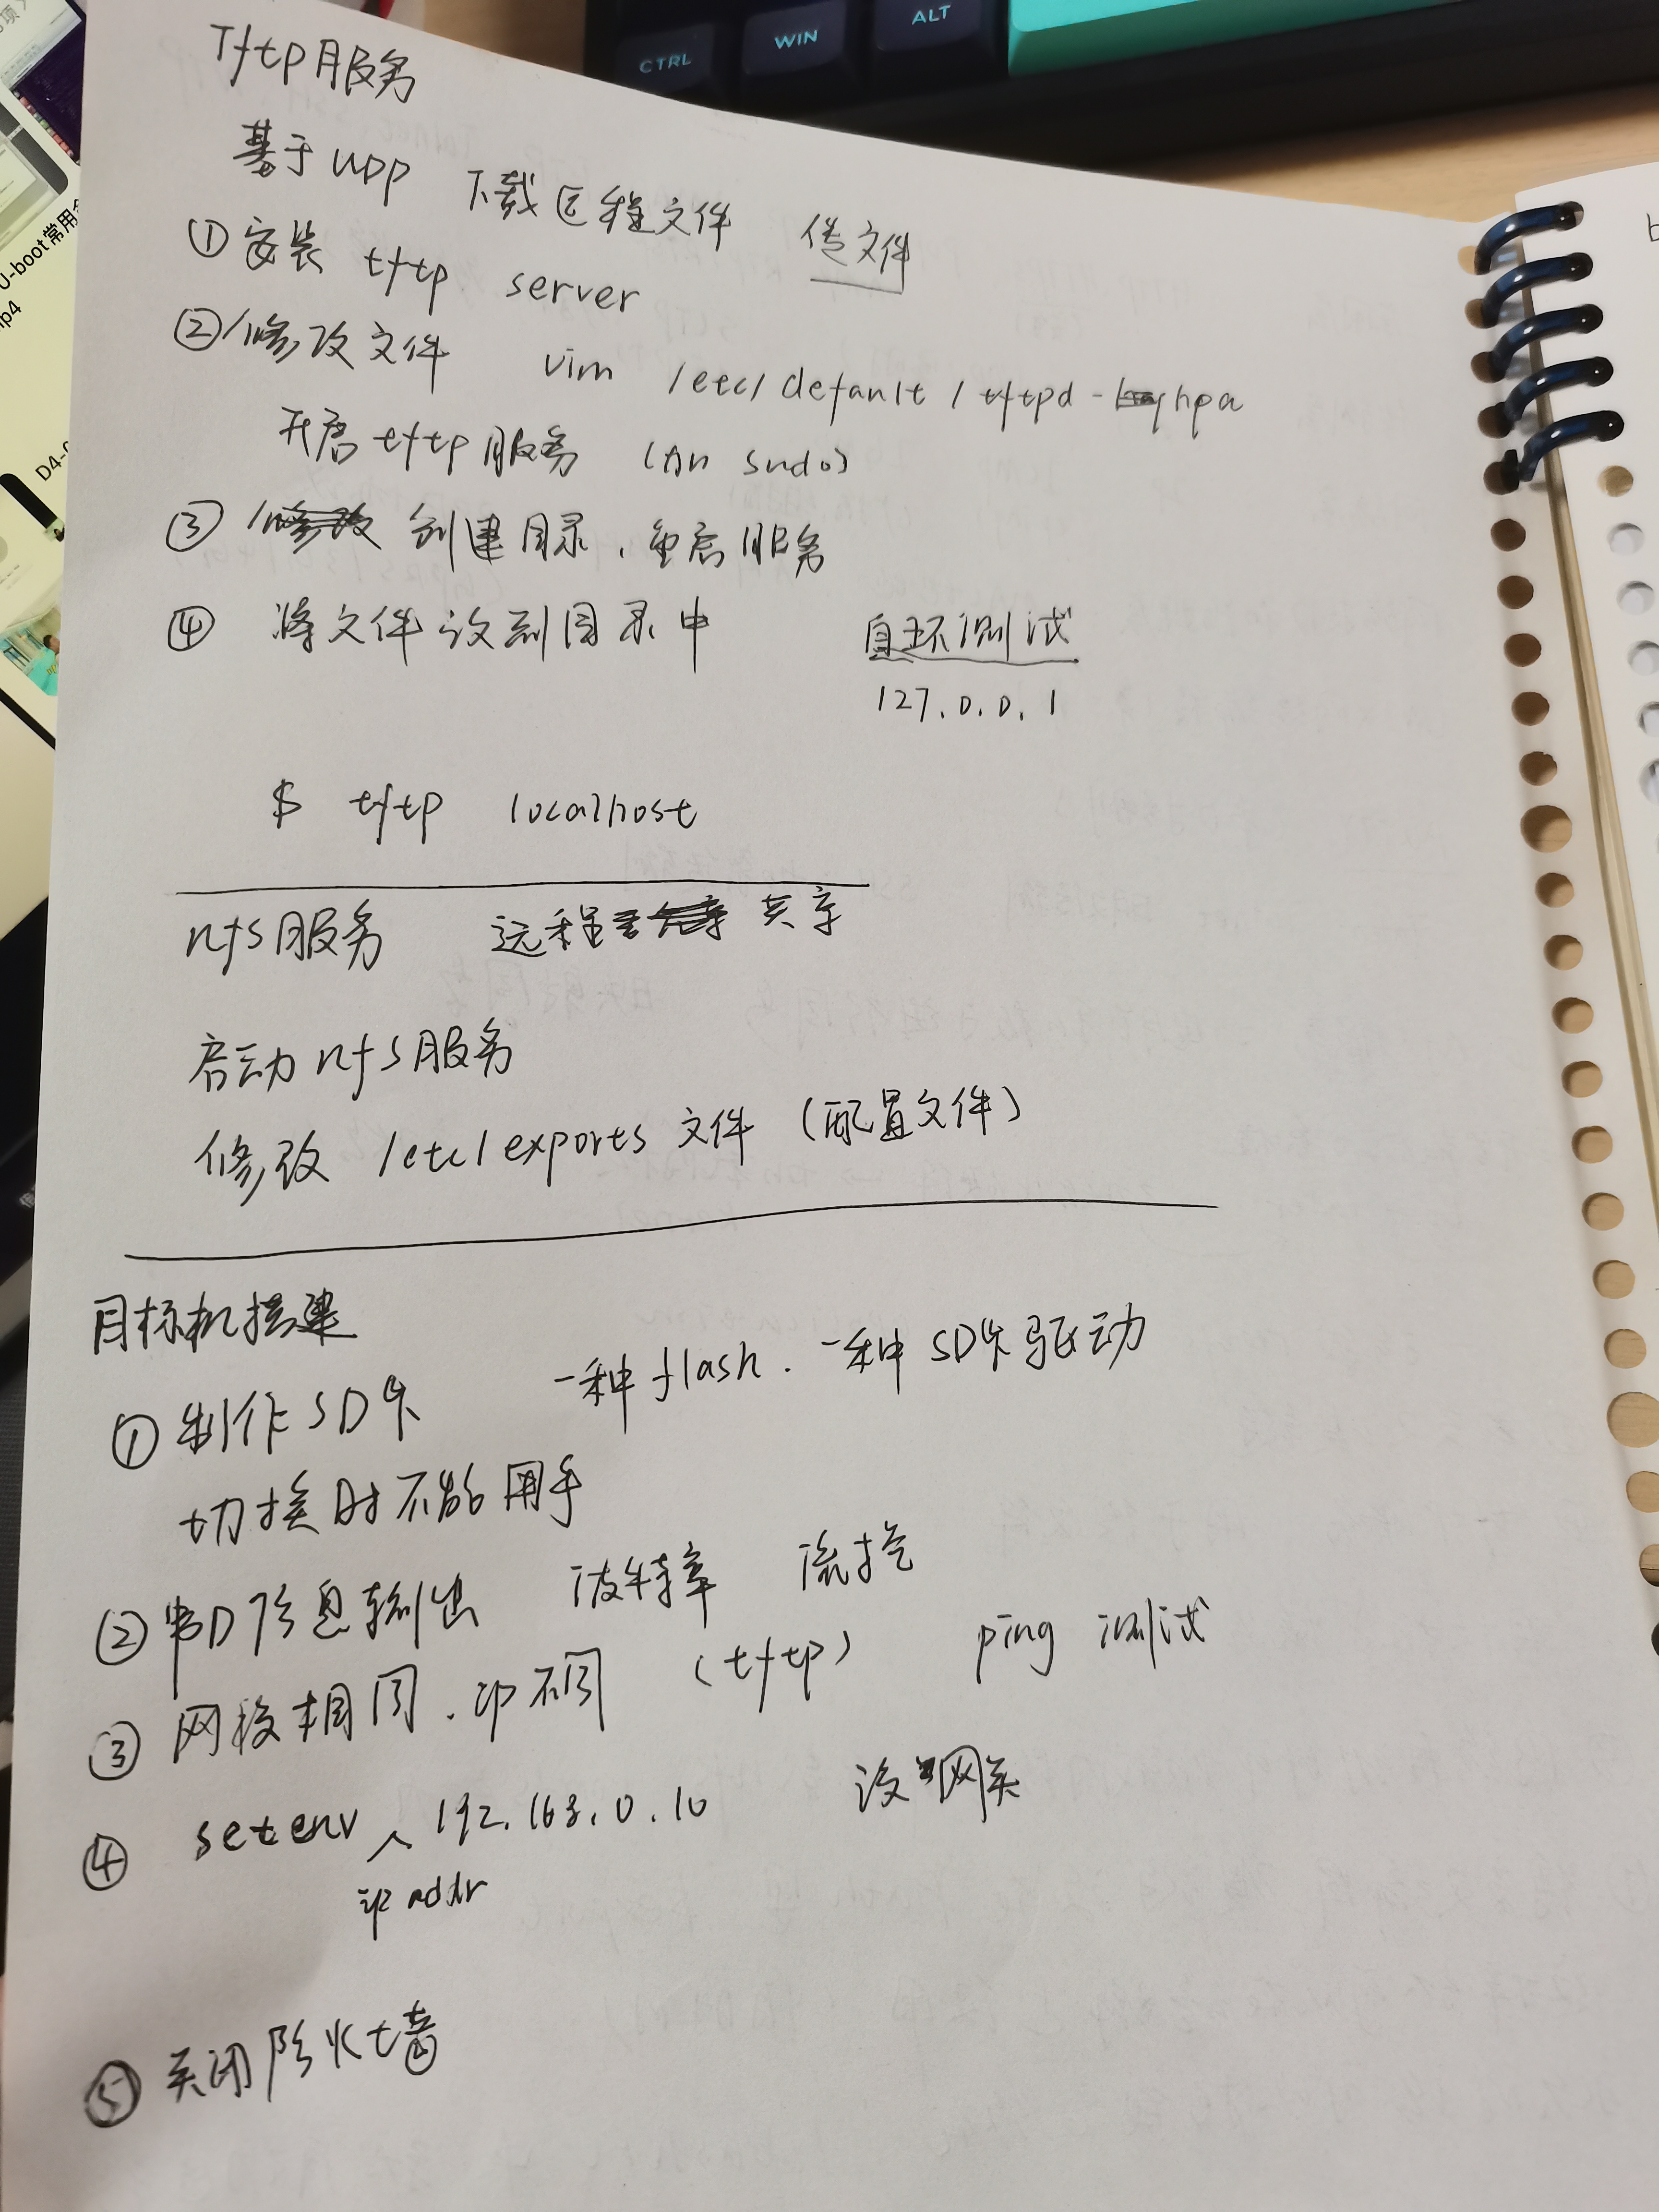 CTRL WIN ALT
U-boot常用
mp4
Tftp服务
基于UDP 下载远程文件 传文件
① 安装 tftp server
② 修改文件 vim /etc/default/tftpd-hpa
开启tftp服务 (加 sudo)
③ 创建目录、重启服务
④ 将文件放到目录中 自环测试
127.0.0.1
$ tftp localhost
nfs服务 远程共享
启动nfs服务
修改 /etc/exports 文件 (配置文件)
目标机搭建
① 制作SD卡 一种flash. 一种SD卡驱动
切换时不能用手
② 串口信息输出 波特率 流控
③ 网段相同. ip不同 (tftp) ping 测试
④ setenv ^ 192.168.0.10 设网关
ipaddr
⑤ 关闭防火墙